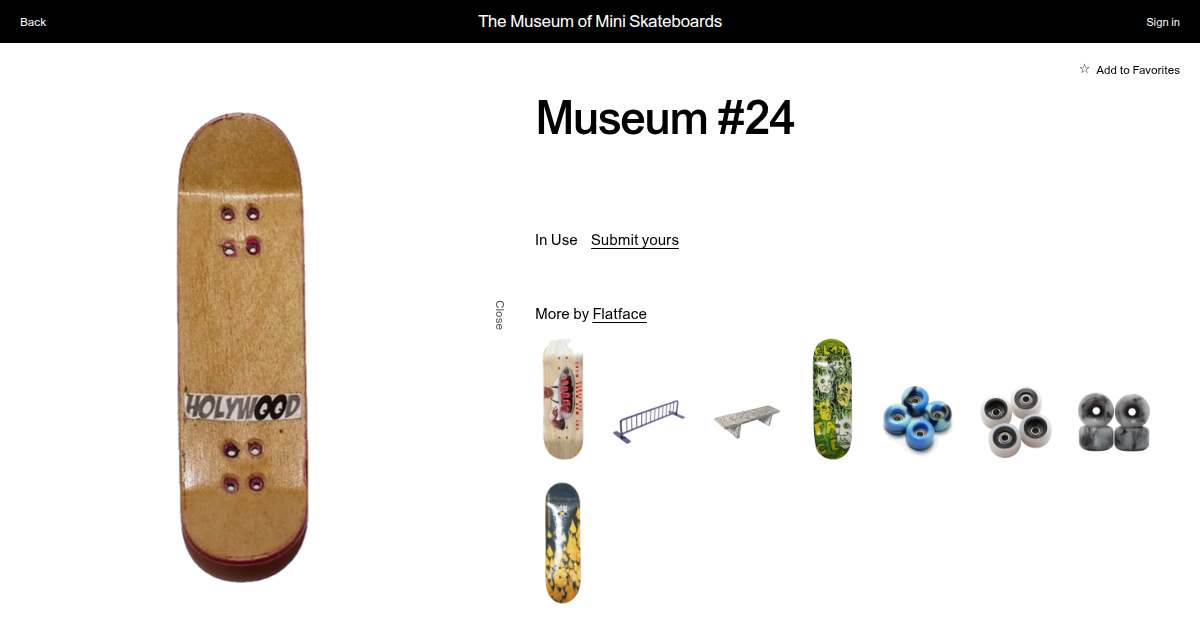 Back
The Museum of Mini Skateboards
Sign in
☆ Add to Favorites
Museum #24
HOLYWOOD
In Use Submit yours
Close
More by Flatface